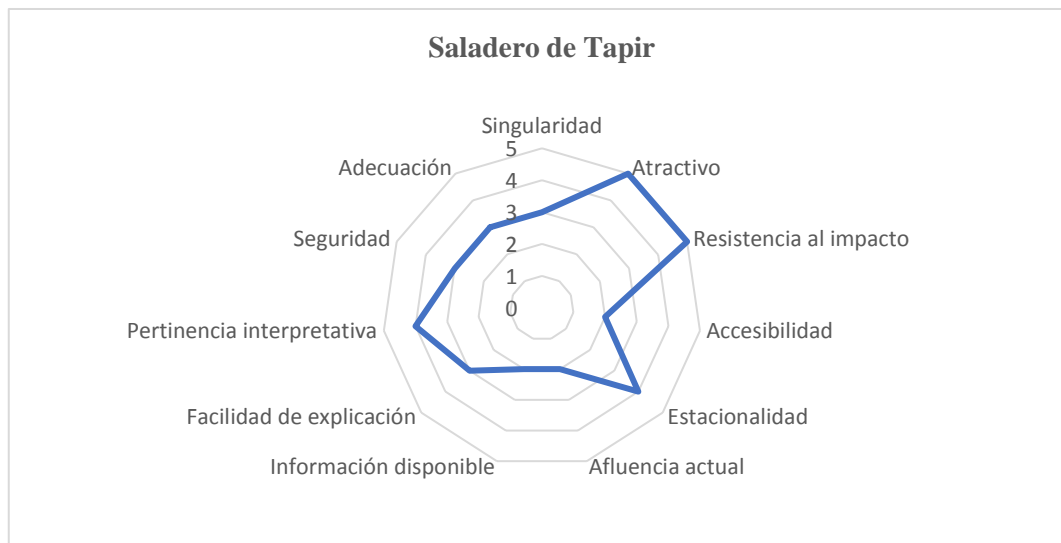 Saladero de Tapir
Singularidad
Atractivo
Resistencia al impacto
Accesibilidad
Estacionalidad
Afluencia actual
Información disponible
Facilidad de explicación
Pertinencia interpretativa
Seguridad
Adecuación
5
4
3
2
1
0